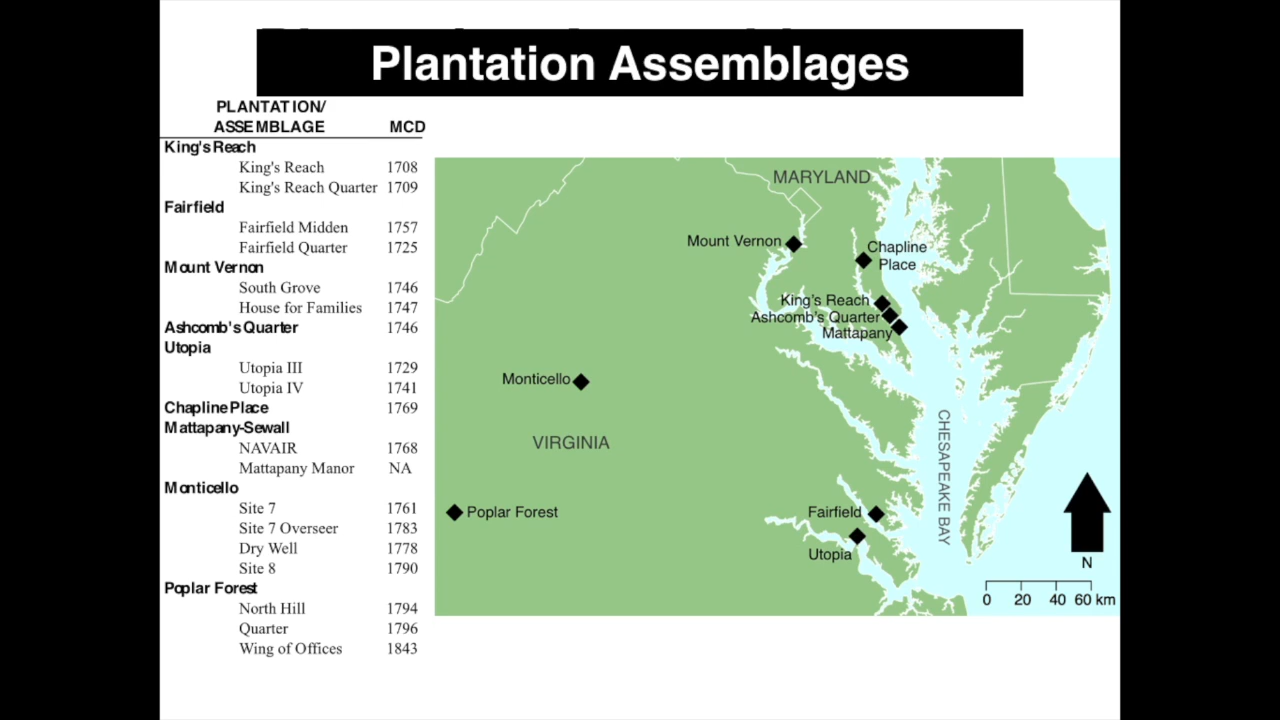 Plantation Assemblages
PLANTATION/
ASSEMBLAGE MCD
King's Reach
King's Reach 1708
King's Reach Quarter 1709
Fairfield
Fairfield Midden 1757
Fairfield Quarter 1725
Mount Vernon
South Grove 1746
House for Families 1747
Ashcomb's Quarter 1746
Utopia
Utopia III 1729
Utopia IV 1741
Chapline Place 1769
Mattapany-Sewall
NAVAIR 1768
Mattapany Manor NA
Monticello
Site 7 1761
Site 7 Overseer 1783
Dry Well 1778
Site 8 1790
Poplar Forest
North Hill 1794
Quarter 1796
Wing of Offices 1843
MARYLAND
Mount Vernon
Chapline
Place
King's Reach
Ashcomb's Quarter
Mattapany
Monticello
VIRGINIA
CHESAPEAKE BAY
Poplar Forest
Fairfield
Utopia
N
0 20 40 60 km